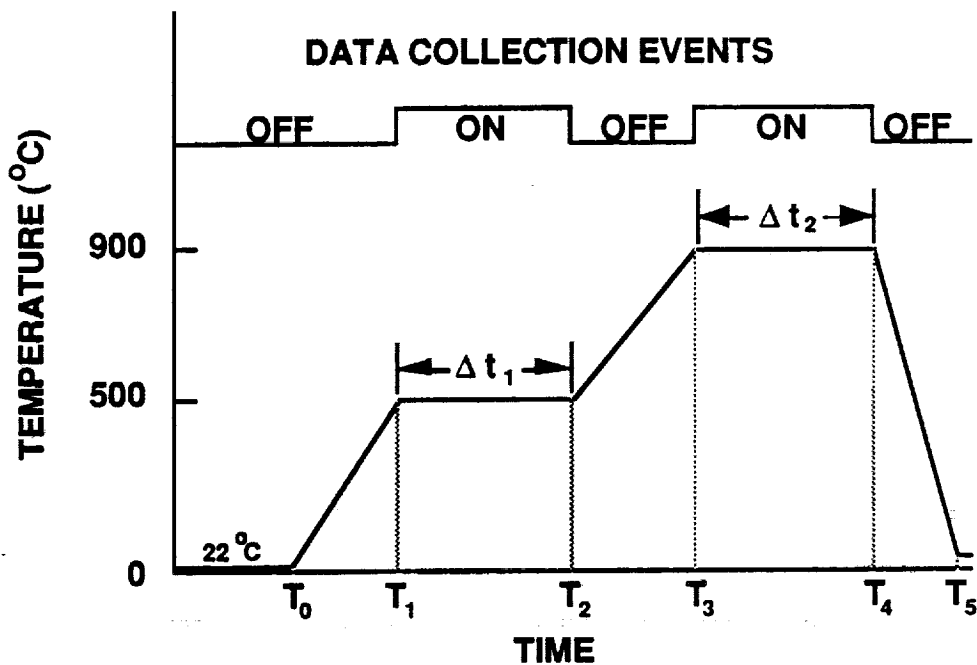 DATA COLLECTION EVENTS
OFF ON OFF ON OFF
TEMPERATURE (°C)
900
Δ t₂
500
Δ t₁
22 °C
0
T₀ T₁ T₂ T₃ T₄ T₅
TIME